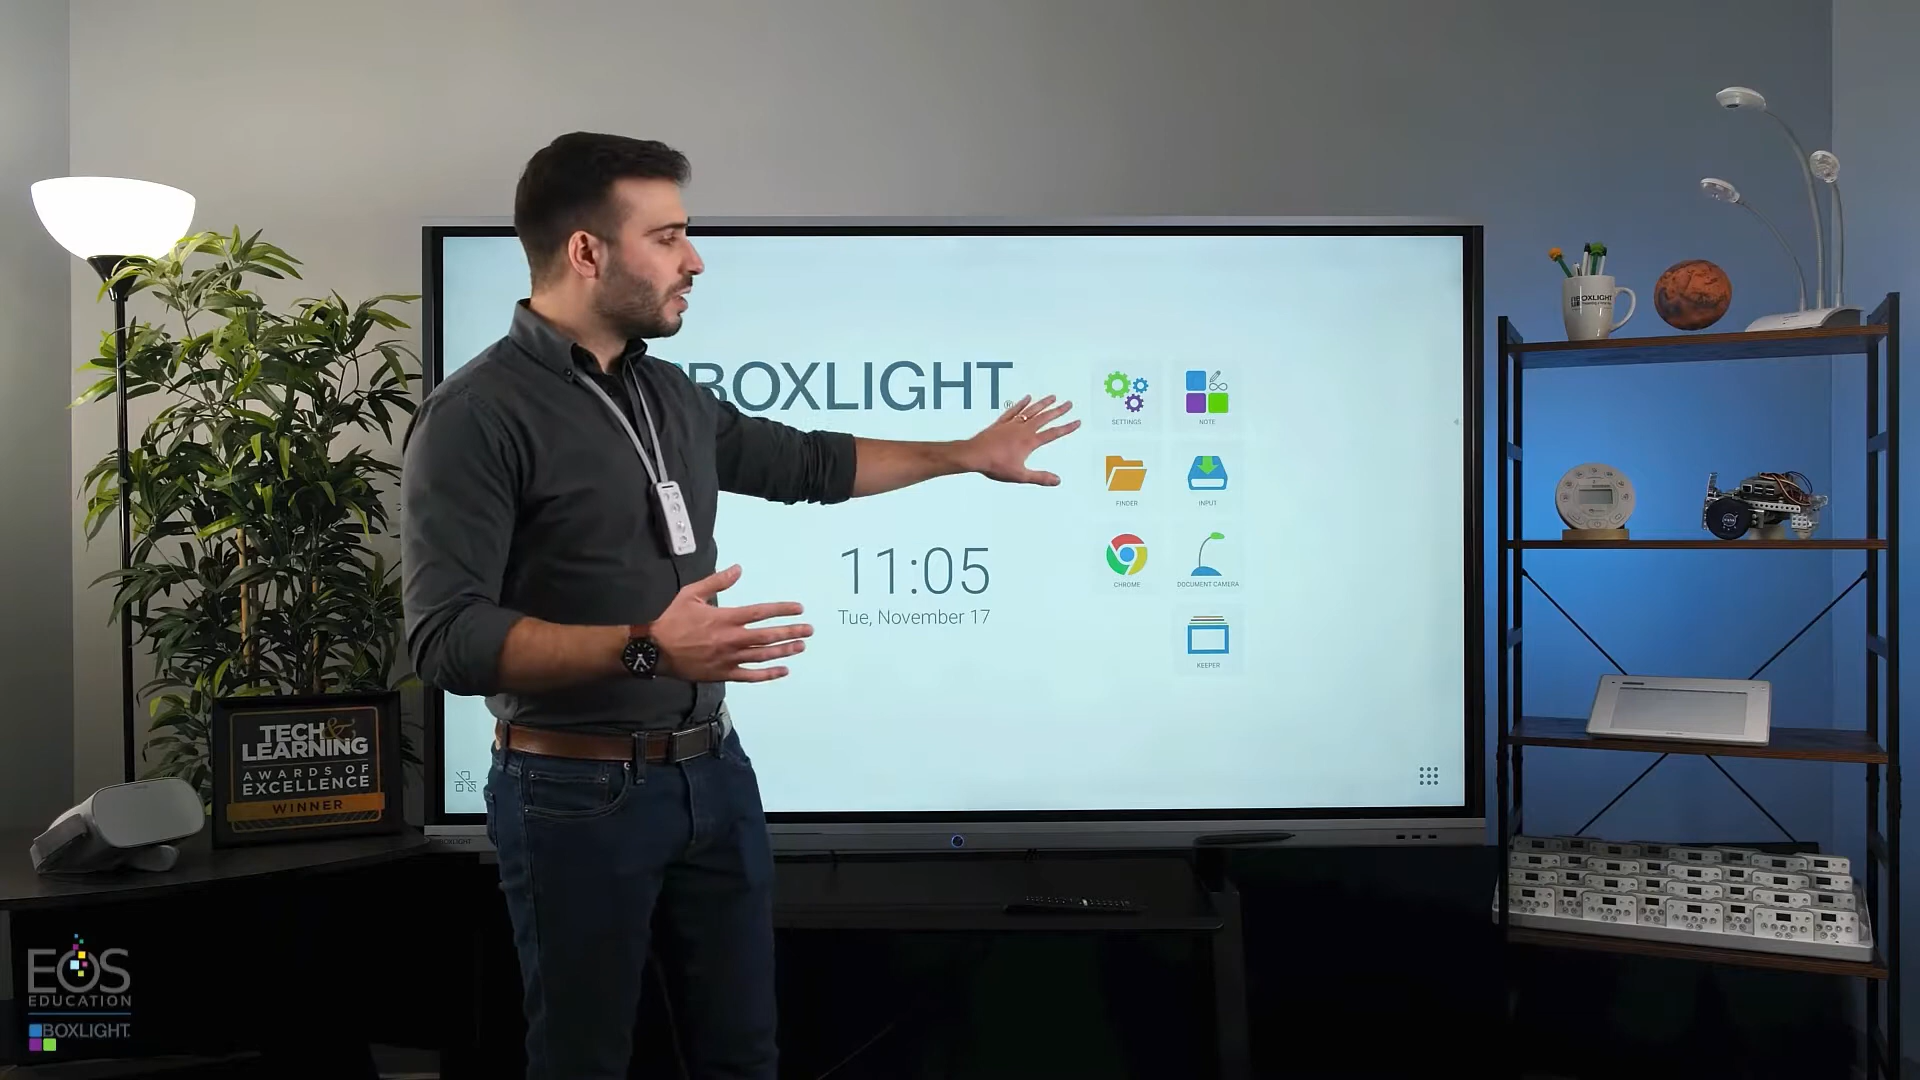 BOXLIGHT
BOXLIGHT®
SETTINGS
NOTE
FINDER
INPUT
CHROME
DOCUMENT CAMERA
KEEPER
11:05
Tue, November 17
TECH &
LEARNING
AWARDS OF
EXCELLENCE
WINNER
BOXLIGHT
EOS
EDUCATION
BOXLIGHT